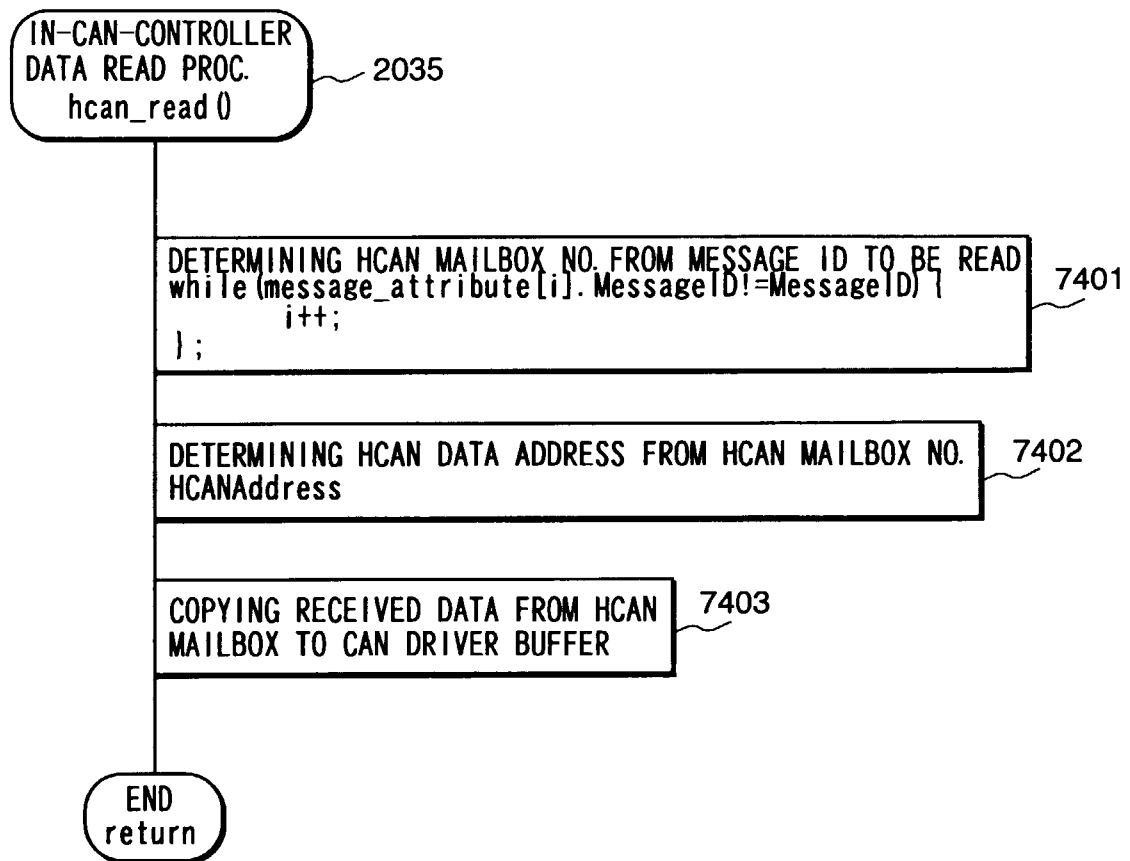 IN-CAN-CONTROLLER
DATA READ PROC.
hcan_read()
2035
DETERMINING HCAN MAILBOX NO. FROM MESSAGE ID TO BE READ
while(message_attribute[i].MessageID!=MessageID) {
i++;
};
7401
DETERMINING HCAN DATA ADDRESS FROM HCAN MAILBOX NO.
HCANAddress
7402
COPYING RECEIVED DATA FROM HCAN
MAILBOX TO CAN DRIVER BUFFER
7403
END
return